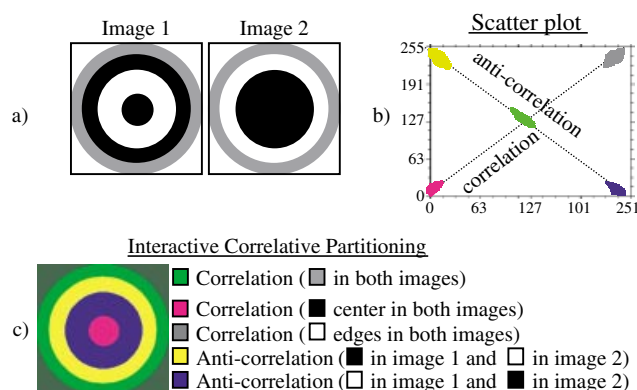 Image 1
Image 2
a)
Scatter plot
b)
255
191
127
63
0
anti-correlation
correlation
0 63 127 101 251
Interactive Correlative Partitioning
c)
Correlation ( in both images)
Correlation ( center in both images)
Correlation ( edges in both images)
Anti-correlation ( in image 1 and in image 2)
Anti-correlation ( in image 1 and in image 2)